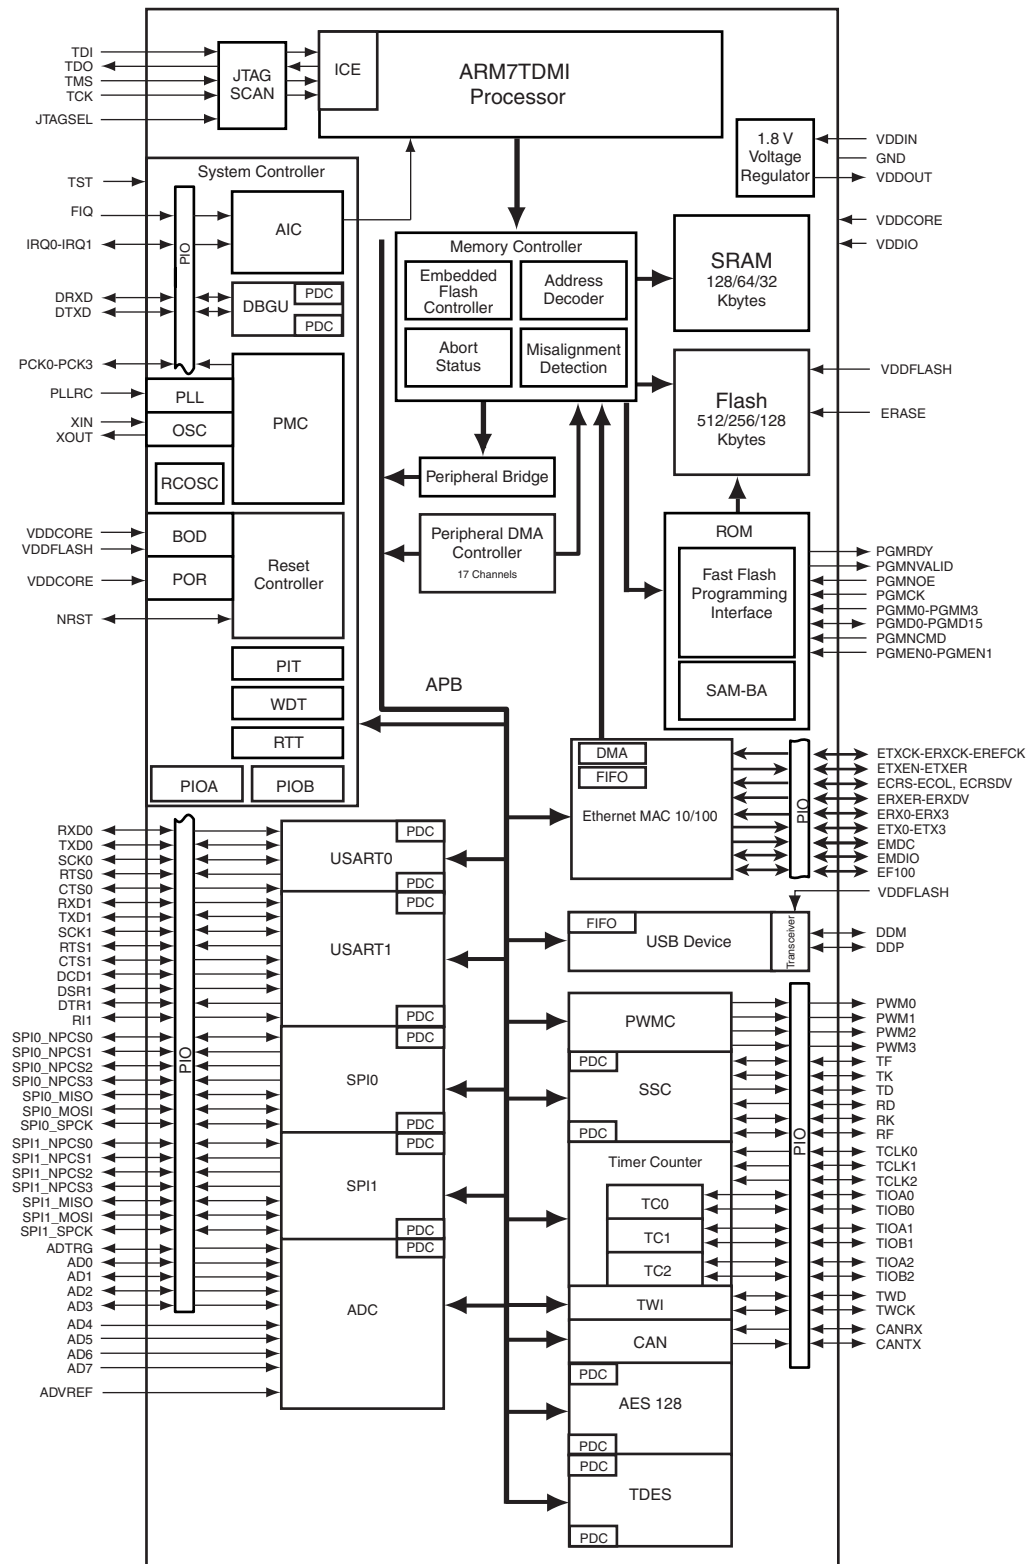 TDI
TDO
TMS
TCK
JTAGSEL
JTAG
SCAN
ICE
ARM7TDMI
Processor
1.8 V
Voltage
Regulator
VDDIN
GND
VDDOUT
VDDCORE
VDDIO
System Controller
TST
FIQ
IRQ0-IRQ1
PIO
AIC
DRXD
DTXD
DBGU
PDC
PDC
PCK0-PCK3
PLLRC
PLL
XIN
XOUT
OSC
PMC
RCOSC
VDDCORE
VDDFLASH
BOD
VDDCORE
POR
Reset
Controller
NRST
PIT
WDT
RTT
PIOA
PIOB
Memory Controller
Embedded
Flash
Controller
Address
Decoder
Abort
Status
Misalignment
Detection
SRAM
128/64/32
Kbytes
Flash
512/256/128
Kbytes
VDDFLASH
ERASE
Peripheral Bridge
Peripheral DMA
Controller
17 Channels
ROM
Fast Flash
Programming
Interface
SAM-BA
PGMRDY
PGMNVALID
PGMNOE
PGMCK
PGMM0-PGMM3
PGMD0-PGMD15
PGMNCMD
PGMEN0-PGMEN1
APB
DMA
FIFO
Ethernet MAC 10/100
PIO
ETXCK-ERXCK-EREFCK
ETXEN-ETXER
ECRS-ECOL, ECRSDV
ERXER-ERXDV
ERX0-ERX3
ETX0-ETX3
EMDC
EMDIO
EF100
VDDFLASH
FIFO
USB Device
Transceiver
DDM
DDP
RXD0
TXD0
SCK0
RTS0
CTS0
RXD1
TXD1
SCK1
RTS1
CTS1
DCD1
DSR1
DTR1
RI1
SPI0_NPCS0
SPI0_NPCS1
SPI0_NPCS2
SPI0_NPCS3
SPI0_MISO
SPI0_MOSI
SPI0_SPCK
SPI1_NPCS0
SPI1_NPCS1
SPI1_NPCS2
SPI1_NPCS3
SPI1_MISO
SPI1_MOSI
SPI1_SPCK
ADTRG
AD0
AD1
AD2
AD3
AD4
AD5
AD6
AD7
ADVREF
PIO
PDC
USART0
PDC
PDC
USART1
PDC
PDC
SPI0
PDC
PDC
SPI1
PDC
PDC
ADC
PWMC
PDC
SSC
PDC
Timer Counter
TC0
TC1
TC2
TWI
CAN
PDC
AES 128
PDC
PDC
TDES
PDC
PIO
PWM0
PWM1
PWM2
PWM3
TF
TK
TD
RD
RK
RF
TCLK0
TCLK1
TCLK2
TIOA0
TIOB0
TIOA1
TIOB1
TIOA2
TIOB2
TWD
TWCK
CANRX
CANTX